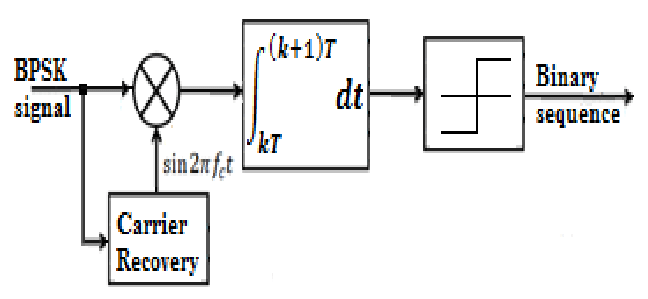 BPSK
signal
∫kT(k+1)T dt
Binary
sequence
sin2πfct
Carrier
Recovery